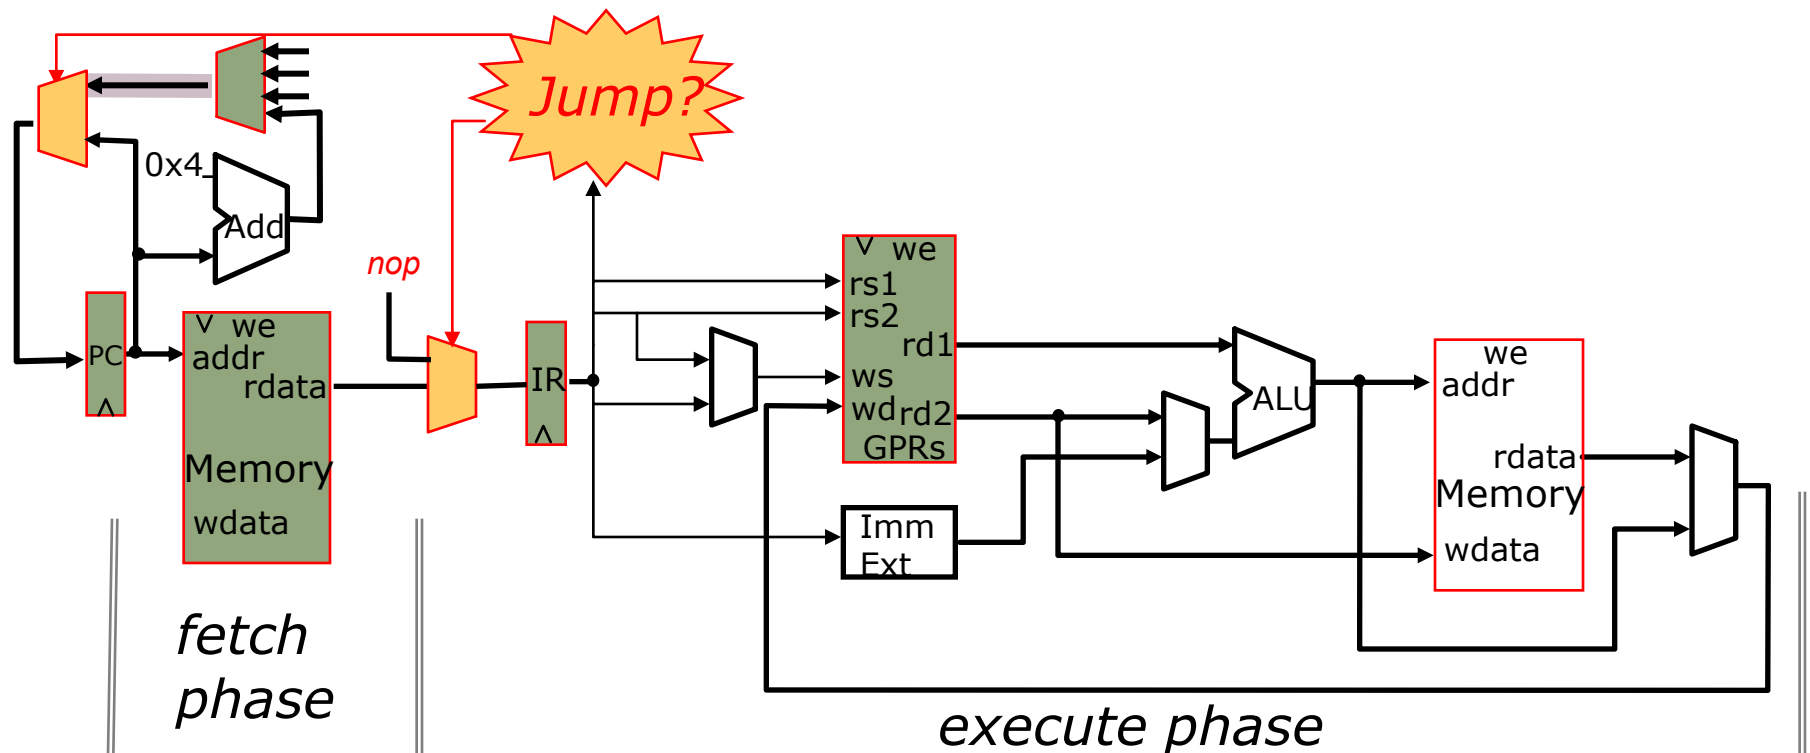 Jump?
0x4
Add
nop
PC
we
addr
rdata
Memory
wdata
IR
we
rs1
rs2
rd1
ws
wd rd2
GPRs
Imm
Ext
ALU
we
addr
rdata
Memory
wdata
fetch
phase
execute phase